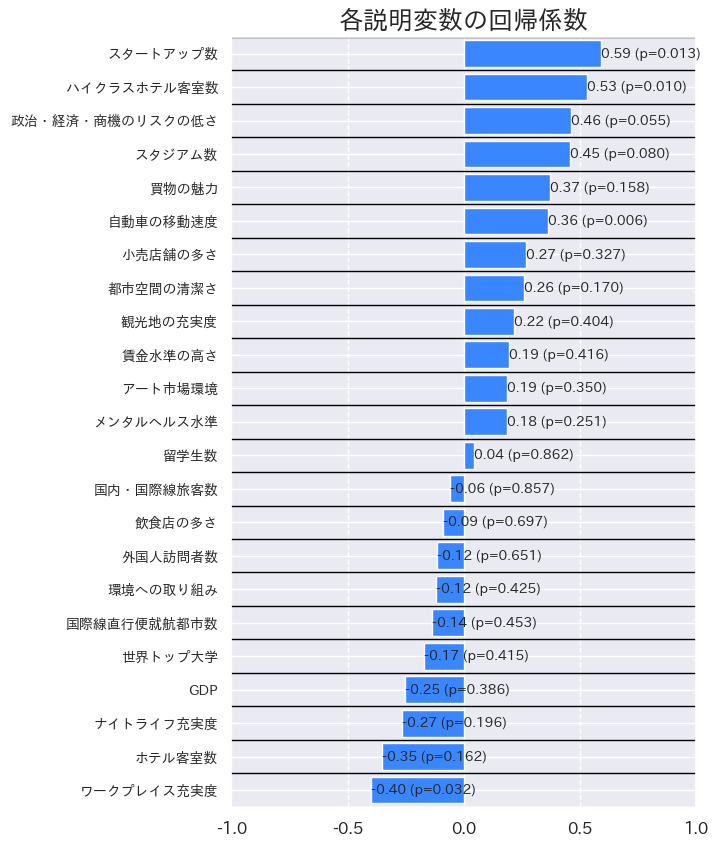 各説明変数の回帰係数
スタートアップ数 0.59 (p=0.013)
ハイクラスホテル客室数 0.53 (p=0.010)
政治・経済・商機のリスクの低さ 0.46 (p=0.055)
スタジアム数 0.45 (p=0.080)
買物の魅力 0.37 (p=0.158)
自動車の移動速度 0.36 (p=0.006)
小売店舗の多さ 0.27 (p=0.327)
都市空間の清潔さ 0.26 (p=0.170)
観光地の充実度 0.22 (p=0.404)
賃金水準の高さ 0.19 (p=0.416)
アート市場環境 0.19 (p=0.350)
メンタルヘルス水準 0.18 (p=0.251)
留学生数 0.04 (p=0.862)
国内・国際線旅客数 -0.06 (p=0.857)
飲食店の多さ -0.09 (p=0.697)
外国人訪問者数 -0.12 (p=0.651)
環境への取り組み -0.12 (p=0.425)
国際線直行便就航都市数 -0.14 (p=0.453)
世界トップ大学 -0.17 (p=0.415)
GDP -0.25 (p=0.386)
ナイトライフ充実度 -0.27 (p=0.196)
ホテル客室数 -0.35 (p=0.162)
ワークプレイス充実度 -0.40 (p=0.032)
-1.0 -0.5 0.0 0.5 1.0